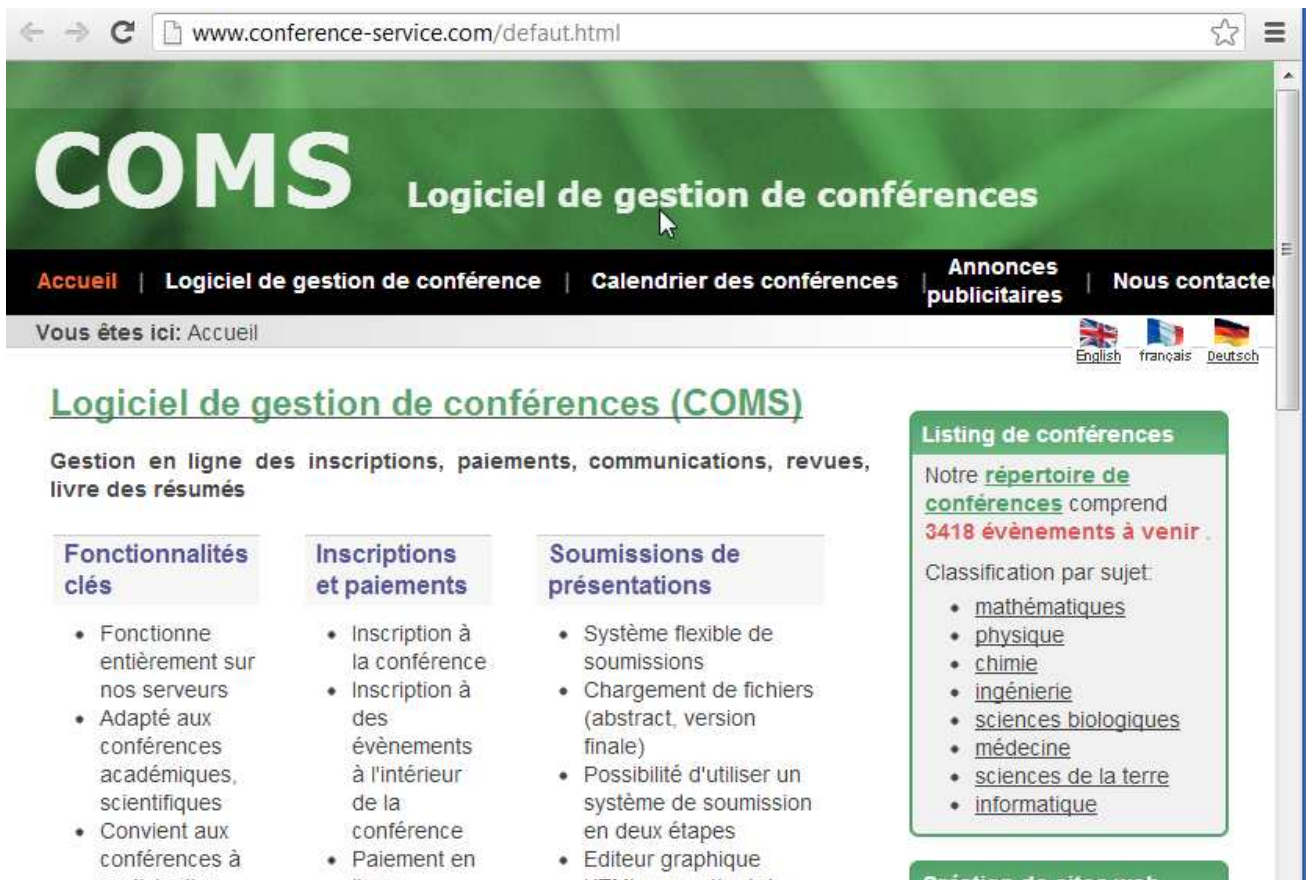 www.conference-service.com/defaut.html
COMS
Logiciel de gestion de conférences
Accueil | Logiciel de gestion de conférence | Calendrier des conférences | Annonces publicitaires | Nous contacter
Vous êtes ici: Accueil
English français Deutsch
Logiciel de gestion de conférences (COMS)
Gestion en ligne des inscriptions, paiements, communications, revues,
livre des résumés
Fonctionnalités
clés
• Fonctionne
entièrement sur
nos serveurs
• Adapté aux
conférences
académiques,
scientifiques
• Convient aux
conférences à
Inscriptions
et paiements
• Inscription à
la conférence
• Inscription à
des
évènements
à l'intérieur
de la
conférence
• Paiement en
Soumissions de
présentations
• Système flexible de
soumissions
• Chargement de fichiers
(abstract, version
finale)
• Possibilité d'utiliser un
système de soumission
en deux étapes
• Editeur graphique
Listing de conférences
Notre répertoire de
conférences comprend
3418 évènements à venir .
Classification par sujet:
• mathématiques
• physique
• chimie
• ingénierie
• sciences biologiques
• médecine
• sciences de la terre
• informatique
Création de sites web